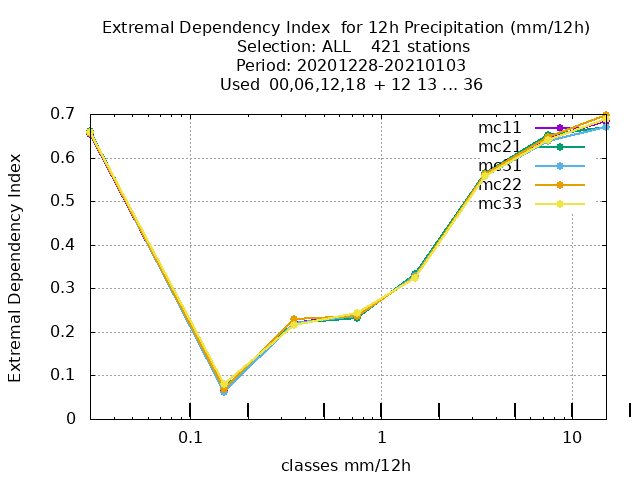 Extremal Dependency Index  for 12h Precipitation (mm/12h)
Selection: ALL    421 stations
Period: 20201228-20210103
Used  00,06,12,18  + 12 13 ... 36
Extremal Dependency Index
0.7
0.6
0.5
0.4
0.3
0.2
0.1
0
mc11
mc21
mc31
mc22
mc33
0.1
1
10
classes mm/12h